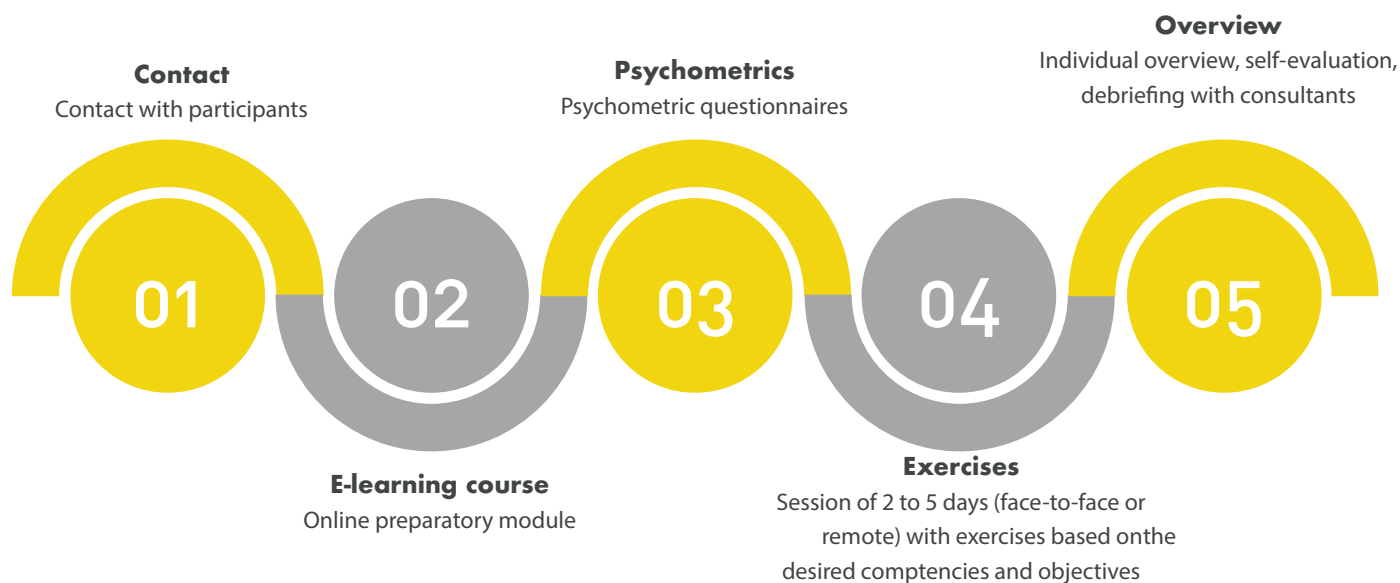 Contact
Contact with participants
01
E-learning course
Online preparatory module
02
Psychometrics
Psychometric questionnaires
03
Exercises
Session of 2 to 5 days (face-to-face or
remote) with exercises based onthe
desired comptencies and objectives
04
Overview
Individual overview, self-evaluation,
debriefing with consultants
05